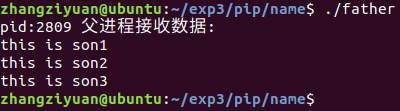 zhangziyuan@ubuntu:~/exp3/pip/name$ ./father
pid:2809 父进程接收数据:
this is son1
this is son2
this is son3
zhangziyuan@ubuntu:~/exp3/pip/name$